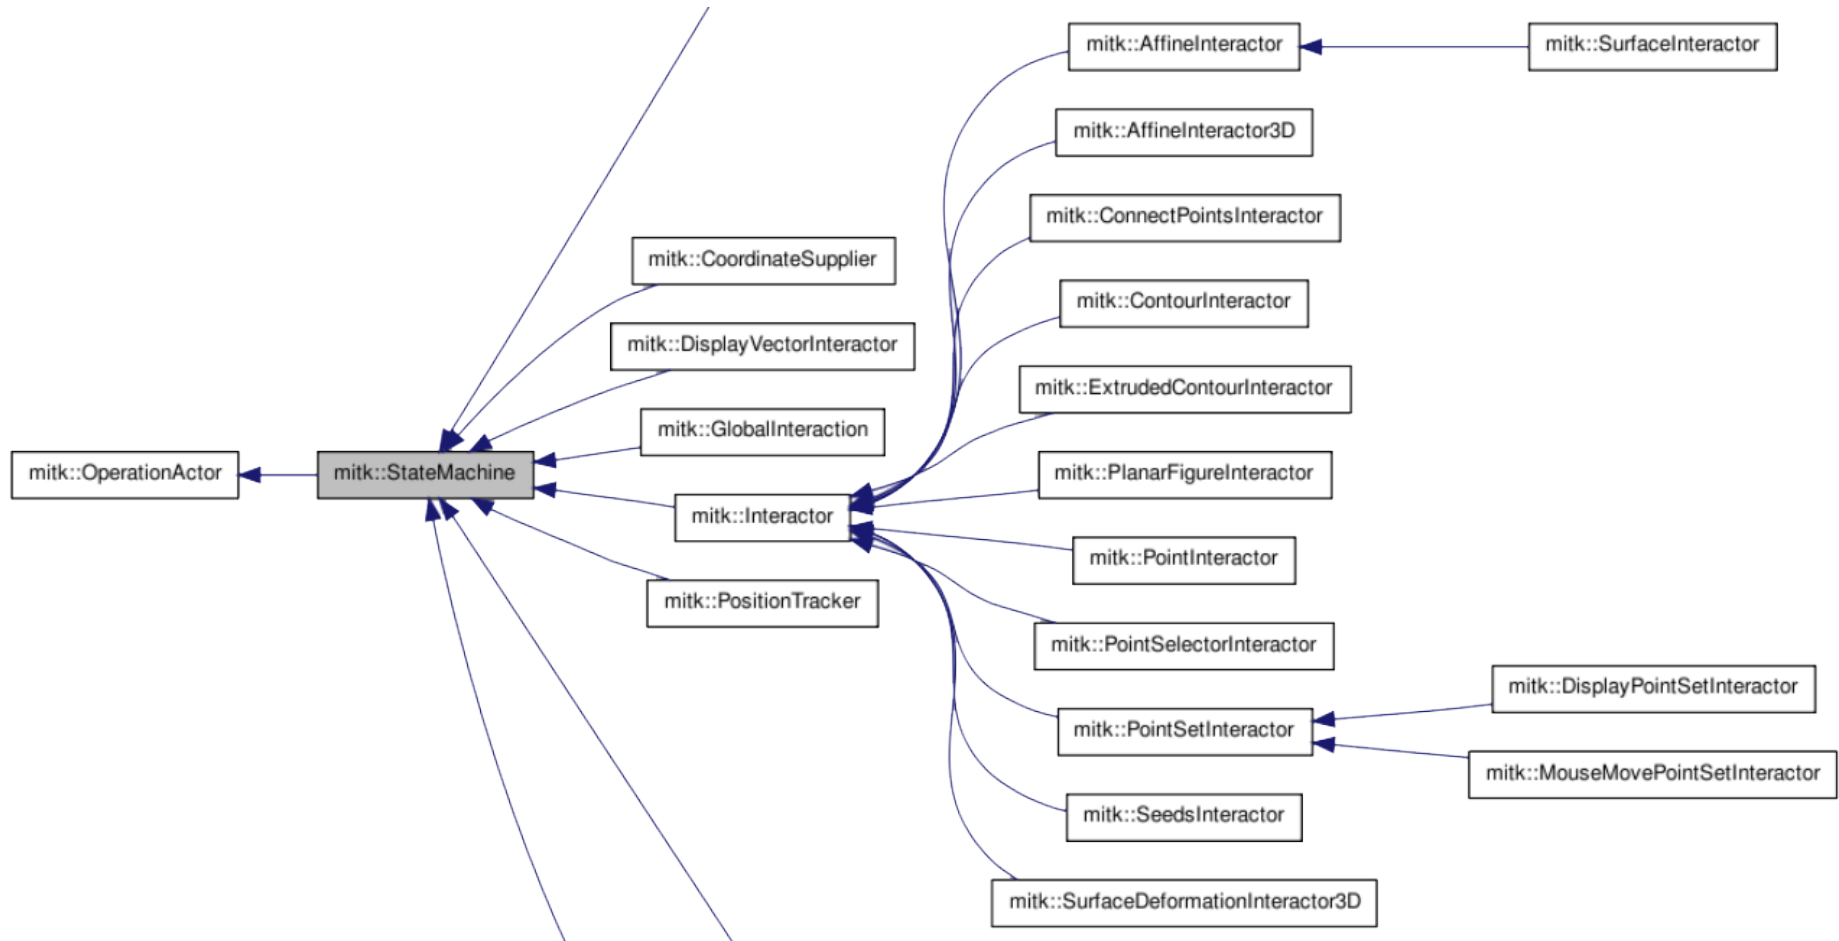 mitk::AffineInteractor
mitk::SurfaceInteractor
mitk::AffineInteractor3D
mitk::ConnectPointsInteractor
mitk::CoordinateSupplier
mitk::ContourInteractor
mitk::DisplayVectorInteractor
mitk::ExtrudedContourInteractor
mitk::GlobalInteraction
mitk::OperationActor
mitk::StateMachine
mitk::PlanarFigureInteractor
mitk::Interactor
mitk::PointInteractor
mitk::PositionTracker
mitk::PointSelectorInteractor
mitk::DisplayPointSetInteractor
mitk::PointSetInteractor
mitk::MouseMovePointSetInteractor
mitk::SeedsInteractor
mitk::SurfaceDeformationInteractor3D